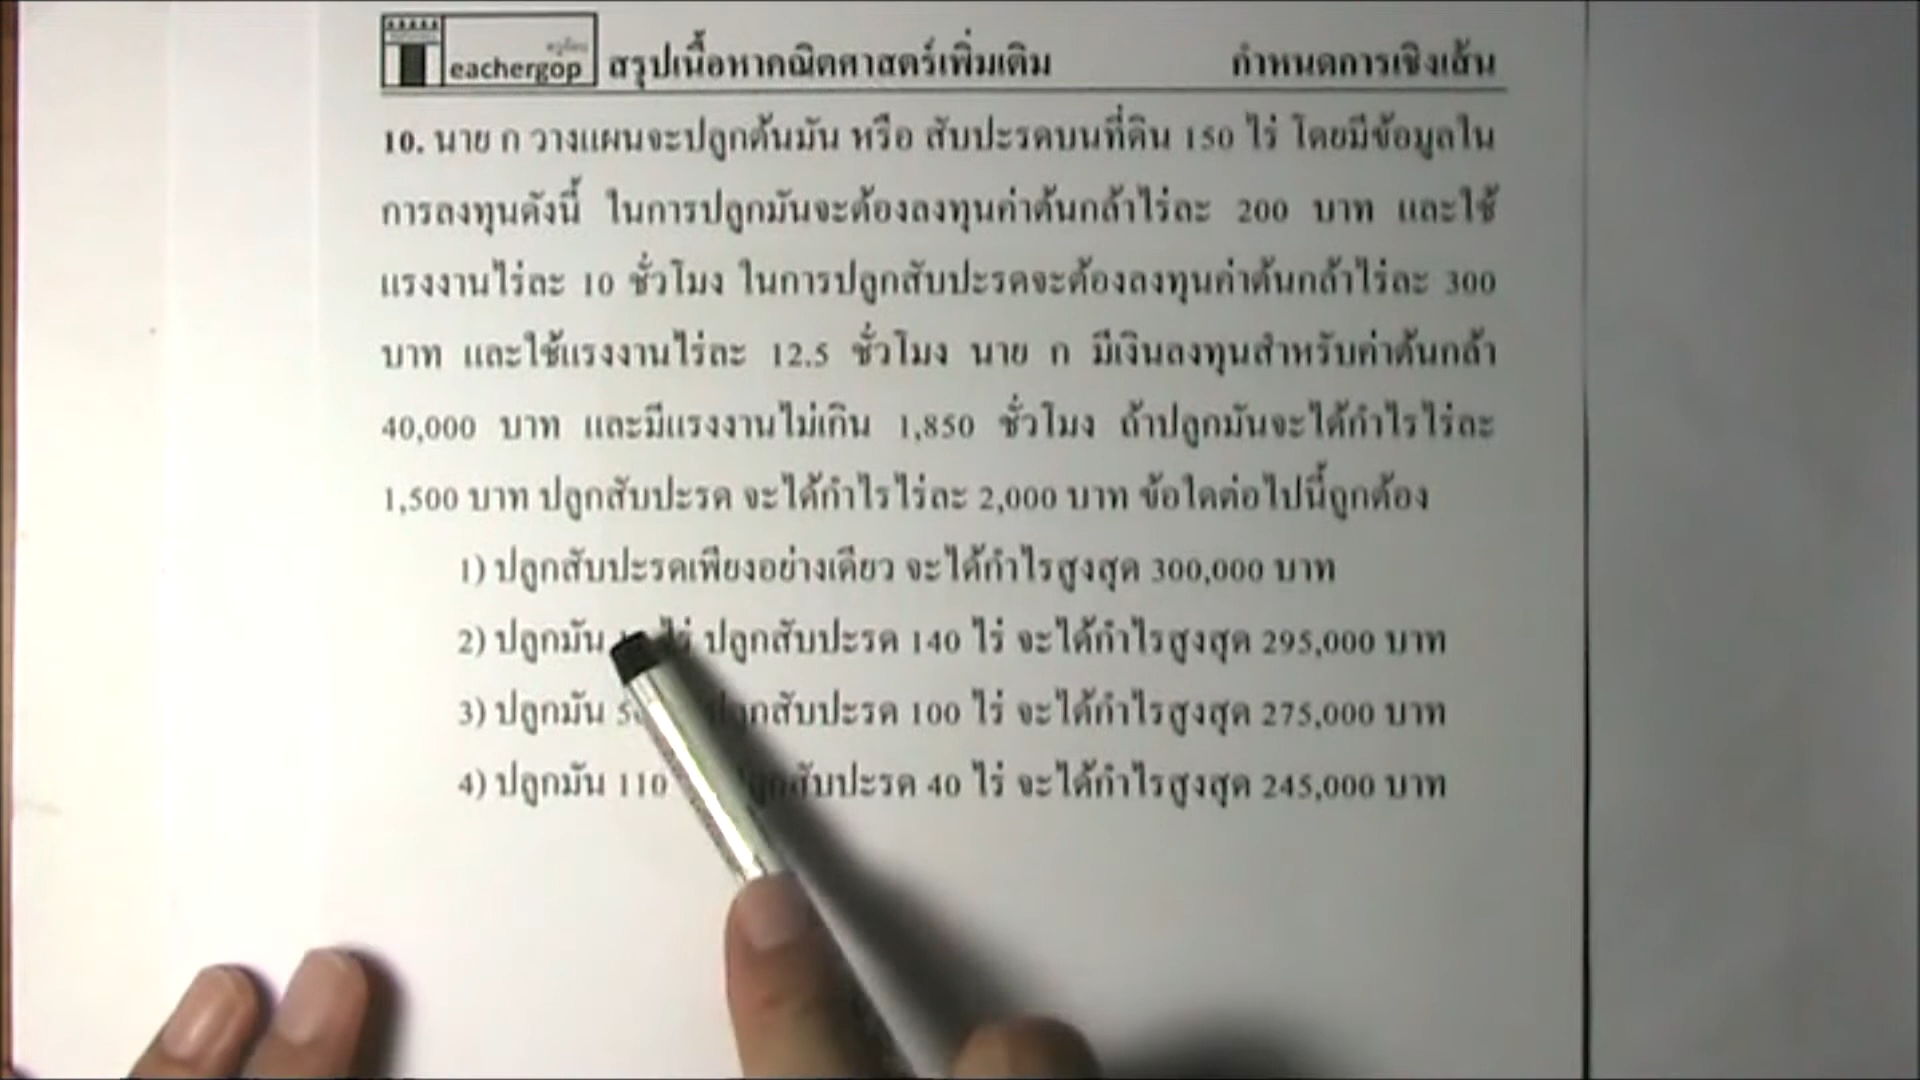 ครูก๊อบ
Teachergop สรุปเนื้อหาคณิตศาสตร์เพิ่มเติม กำหนดการเชิงเส้น
10. นาย ก วางแผนจะปลูกต้นมัน หรือ สับปะรดบนที่ดิน 150 ไร่ โดยมีข้อมูลใน
การลงทุนดังนี้ ในการปลูกมันจะต้องลงทุนค่าต้นกล้าไร่ละ 200 บาท และใช้
แรงงานไร่ละ 10 ชั่วโมง ในการปลูกสับปะรดจะต้องลงทุนค่าต้นกล้าไร่ละ 300
บาท และใช้แรงงานไร่ละ 12.5 ชั่วโมง นาย ก มีเงินลงทุนสำหรับค่าต้นกล้า
40,000 บาท และมีแรงงานไม่เกิน 1,850 ชั่วโมง ถ้าปลูกมันจะได้กำไรไร่ละ
1,500 บาท ปลูกสับปะรด จะได้กำไรไร่ละ 2,000 บาท ข้อใดต่อไปนี้ถูกต้อง
1) ปลูกสับปะรดเพียงอย่างเดียว จะได้กำไรสูงสุด 300,000 บาท
2) ปลูกมัน ไร่ ปลูกสับปะรด 140 ไร่ จะได้กำไรสูงสุด 295,000 บาท
3) ปลูกมัน ปลูกสับปะรด 100 ไร่ จะได้กำไรสูงสุด 275,000 บาท
4) ปลูกมัน 110 ปลูกสับปะรด 40 ไร่ จะได้กำไรสูงสุด 245,000 บาท